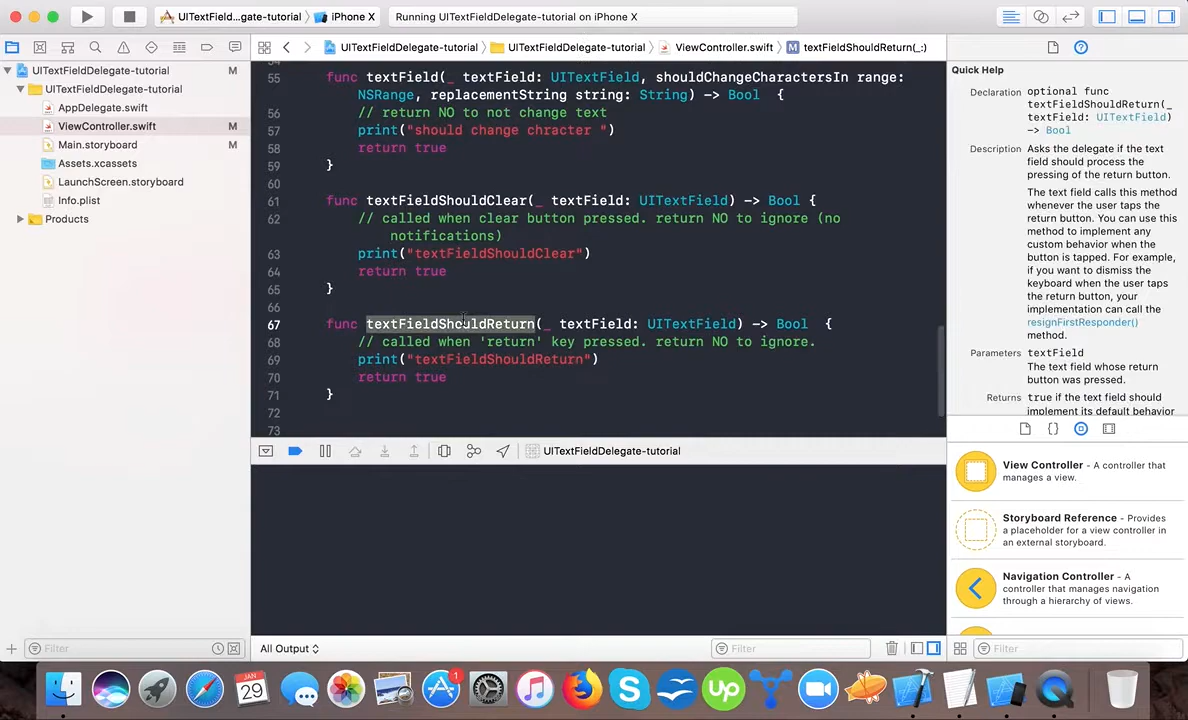 UITextField...gate-tutorial
iPhone X
Running UITextFieldDelegate-tutorial on iPhone X
UITextFieldDelegate-tutorial
UITextFieldDelegate-tutorial
ViewController.swift
M
textFieldShouldReturn(_:)
UITextFieldDelegate-tutorial
M
UITextFieldDelegate-tutorial
AppDelegate.swift
ViewController.swift
M
Main.storyboard
M
Assets.xcassets
LaunchScreen.storyboard
Info.plist
Products
55 func textField(_ textField: UITextField, shouldChangeCharactersIn range:
NSRange, replacementString string: String) -> Bool {
56 // return NO to not change text
57 print("should change chracter ")
58 return true
59 }
60
61 func textFieldShouldClear(_ textField: UITextField) -> Bool {
62 // called when clear button pressed. return NO to ignore (no
notifications)
63 print("textFieldShouldClear")
64 return true
65 }
66
67 func textFieldShouldReturn(_ textField: UITextField) -> Bool {
68 // called when 'return' key pressed. return NO to ignore.
69 print("textFieldShouldReturn")
70 return true
71 }
72
73
UITextFieldDelegate-tutorial
All Output
Filter
Filter
Quick Help
Declaration optional func
textFieldShouldReturn(_
textField: UITextField)
-> Bool
Description Asks the delegate if the text
field should process the
pressing of the return button.
The text field calls this method
whenever the user taps the
return button. You can use this
method to implement any
custom behavior when the
button is tapped. For example,
if you want to dismiss the
keyboard when the user taps
the return button, your
implementation can call the
resignFirstResponder()
method.
Parameters textField
The text field whose return
button was pressed.
Returns true if the text field should
implement its default behavior
View Controller - A controller that
manages a view.
Storyboard Reference - Provides
a placeholder for a view controller in
an external storyboard.
Navigation Controller - A
controller that manages navigation
through a hierarchy of views.
Filter
JAN
29
1
Up